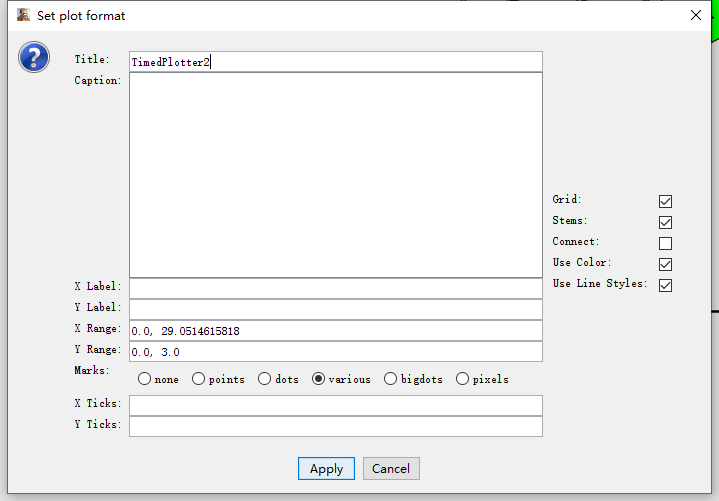 Set plot format
Title: TimedPlotter2
Caption:
Grid:
Stems:
Connect:
Use Color:
Use Line Styles:
X Label:
Y Label:
X Range: 0.0, 29.0514615818
Y Range: 0.0, 3.0
Marks: none points dots various bigdots pixels
X Ticks:
Y Ticks:
Apply Cancel